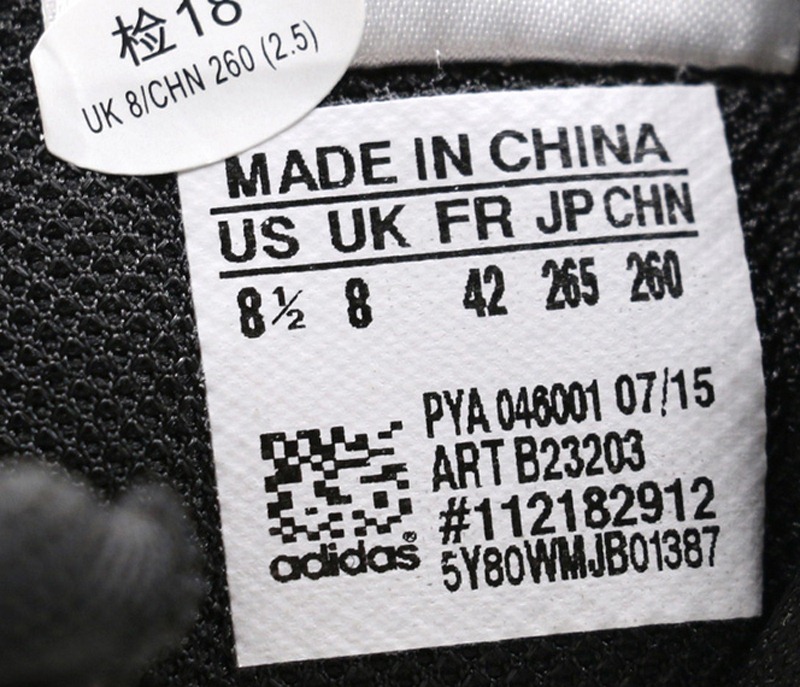 检18
UK 8/CHN 260 (2.5)
MADE IN CHINA
US UK FR JP CHN
8½ 8 42 265 260
PYA 046001 07/15
ART B23203
#112182912
adidas®
5Y80WMJB01387